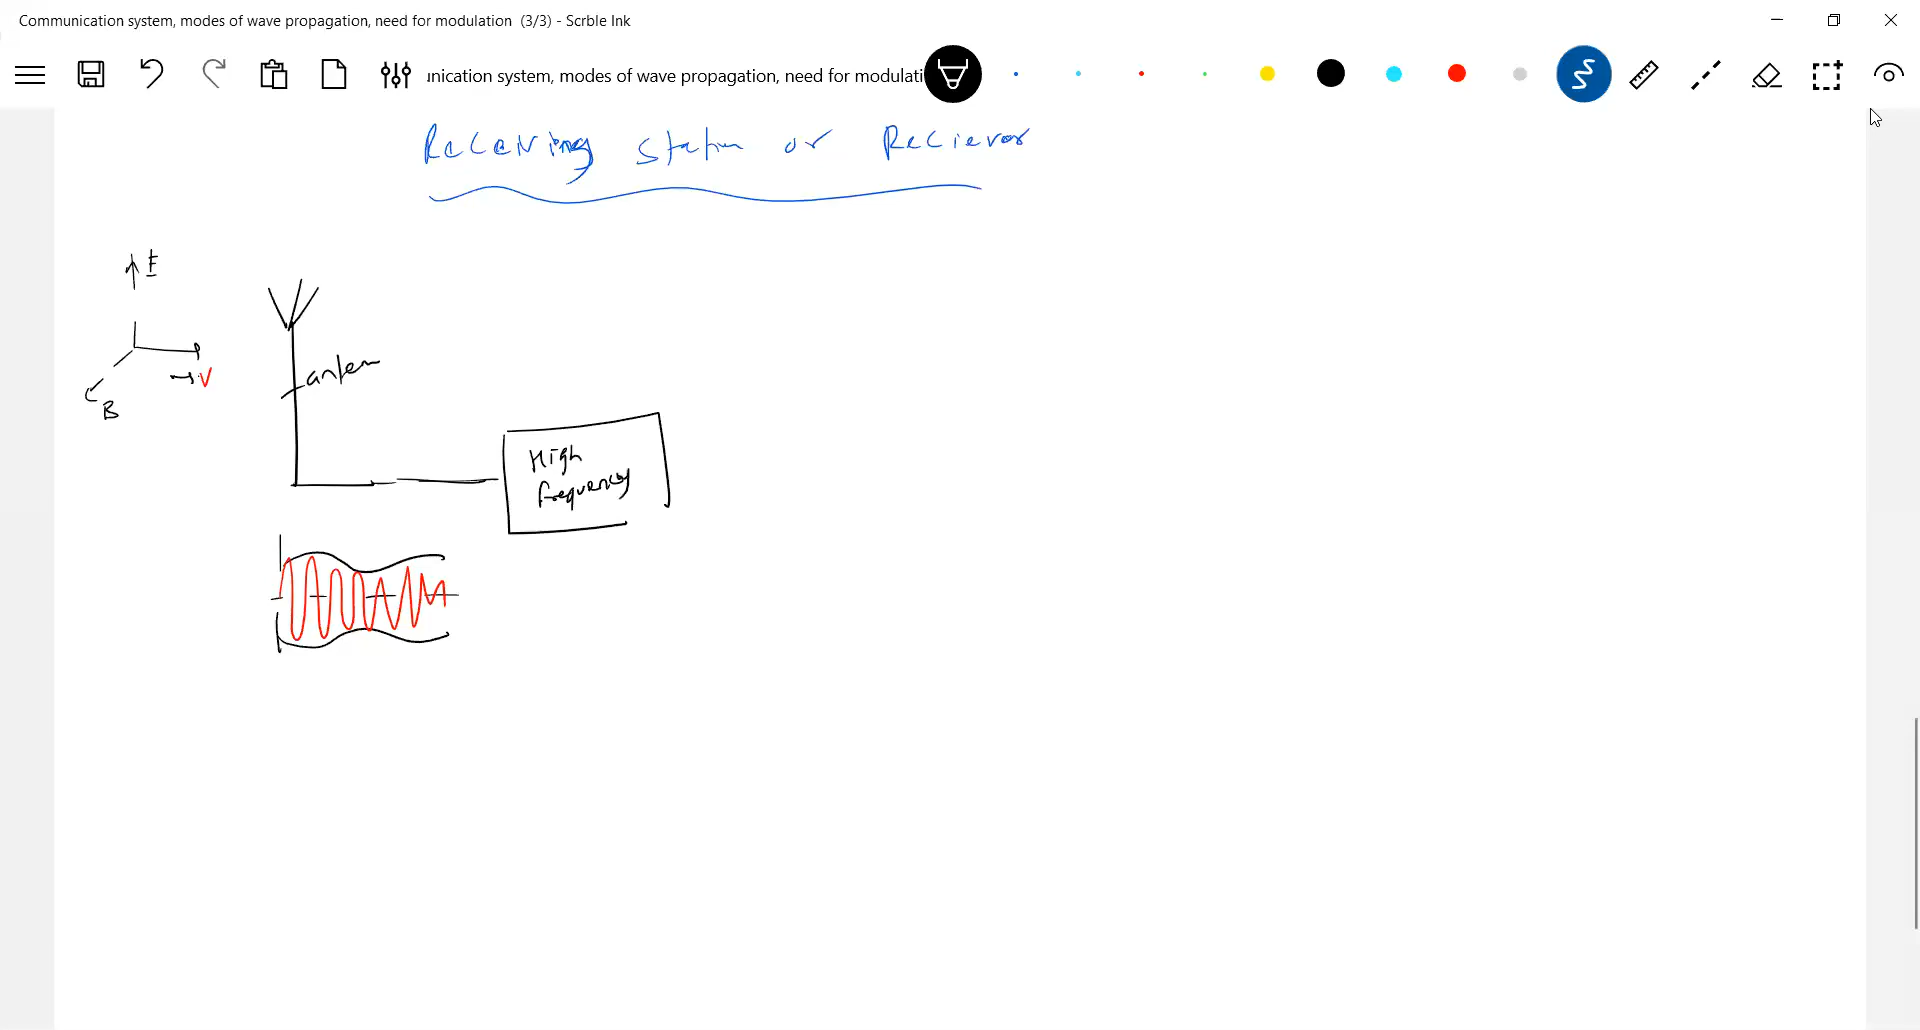 Communication system, modes of wave propagation, need for modulation (3/3) - Scrble Ink
unication system, modes of wave propagation, need for modulati
Receiving station or Reciever
E
anten
V
B
High
frequency